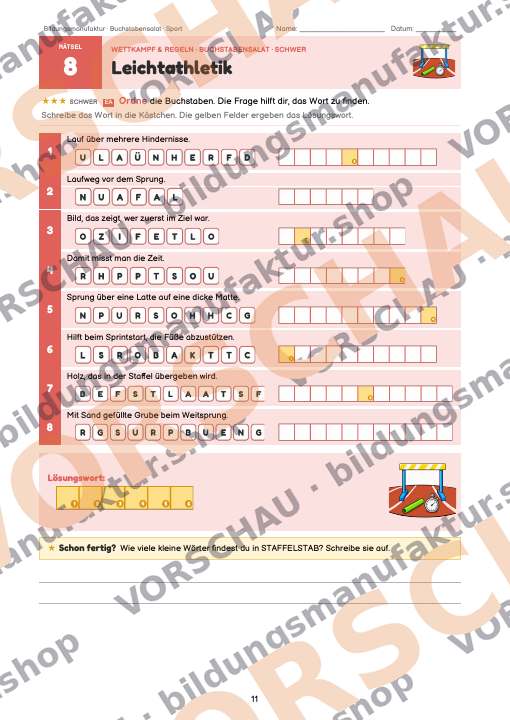 Bildungsmanufaktur · Buchstabensalat · Sport Name: Datum:
RÄTSEL
8
WETTKAMPF & REGELN · BUCHSTABENSALAT · SCHWER
Leichtathletik
★★★ SCHWER EA Ordne die Buchstaben. Die Frage hilft dir, das Wort zu finden.
Schreibe das Wort in die Kästchen. Die gelben Felder ergeben das Lösungswort.
1 Lauf über mehrere Hindernisse.
U L A Ü N H E R F D
2 Laufweg vor dem Sprung.
N U A F A L
3 Bild, das zeigt, wer zuerst im Ziel war.
O Z I F E T L O
4 Damit misst man die Zeit.
R H P P T S O U
5 Sprung über eine Latte auf eine dicke Matte.
N P U R S O H H C G
6 Hilft beim Sprintstart, die Füße abzustützen.
L S R O B A K T T C
7 Holz, das in der Staffel übergeben wird.
B E F S T L A A T S F
8 Mit Sand gefüllte Grube beim Weitsprung.
R G S U R P B U E N G
Lösungswort:
★ Schon fertig? Wie viele kleine Wörter findest du in STAFFELSTAB? Schreibe sie auf.
11
VORSCHAU · bildungsmanufaktur.shop